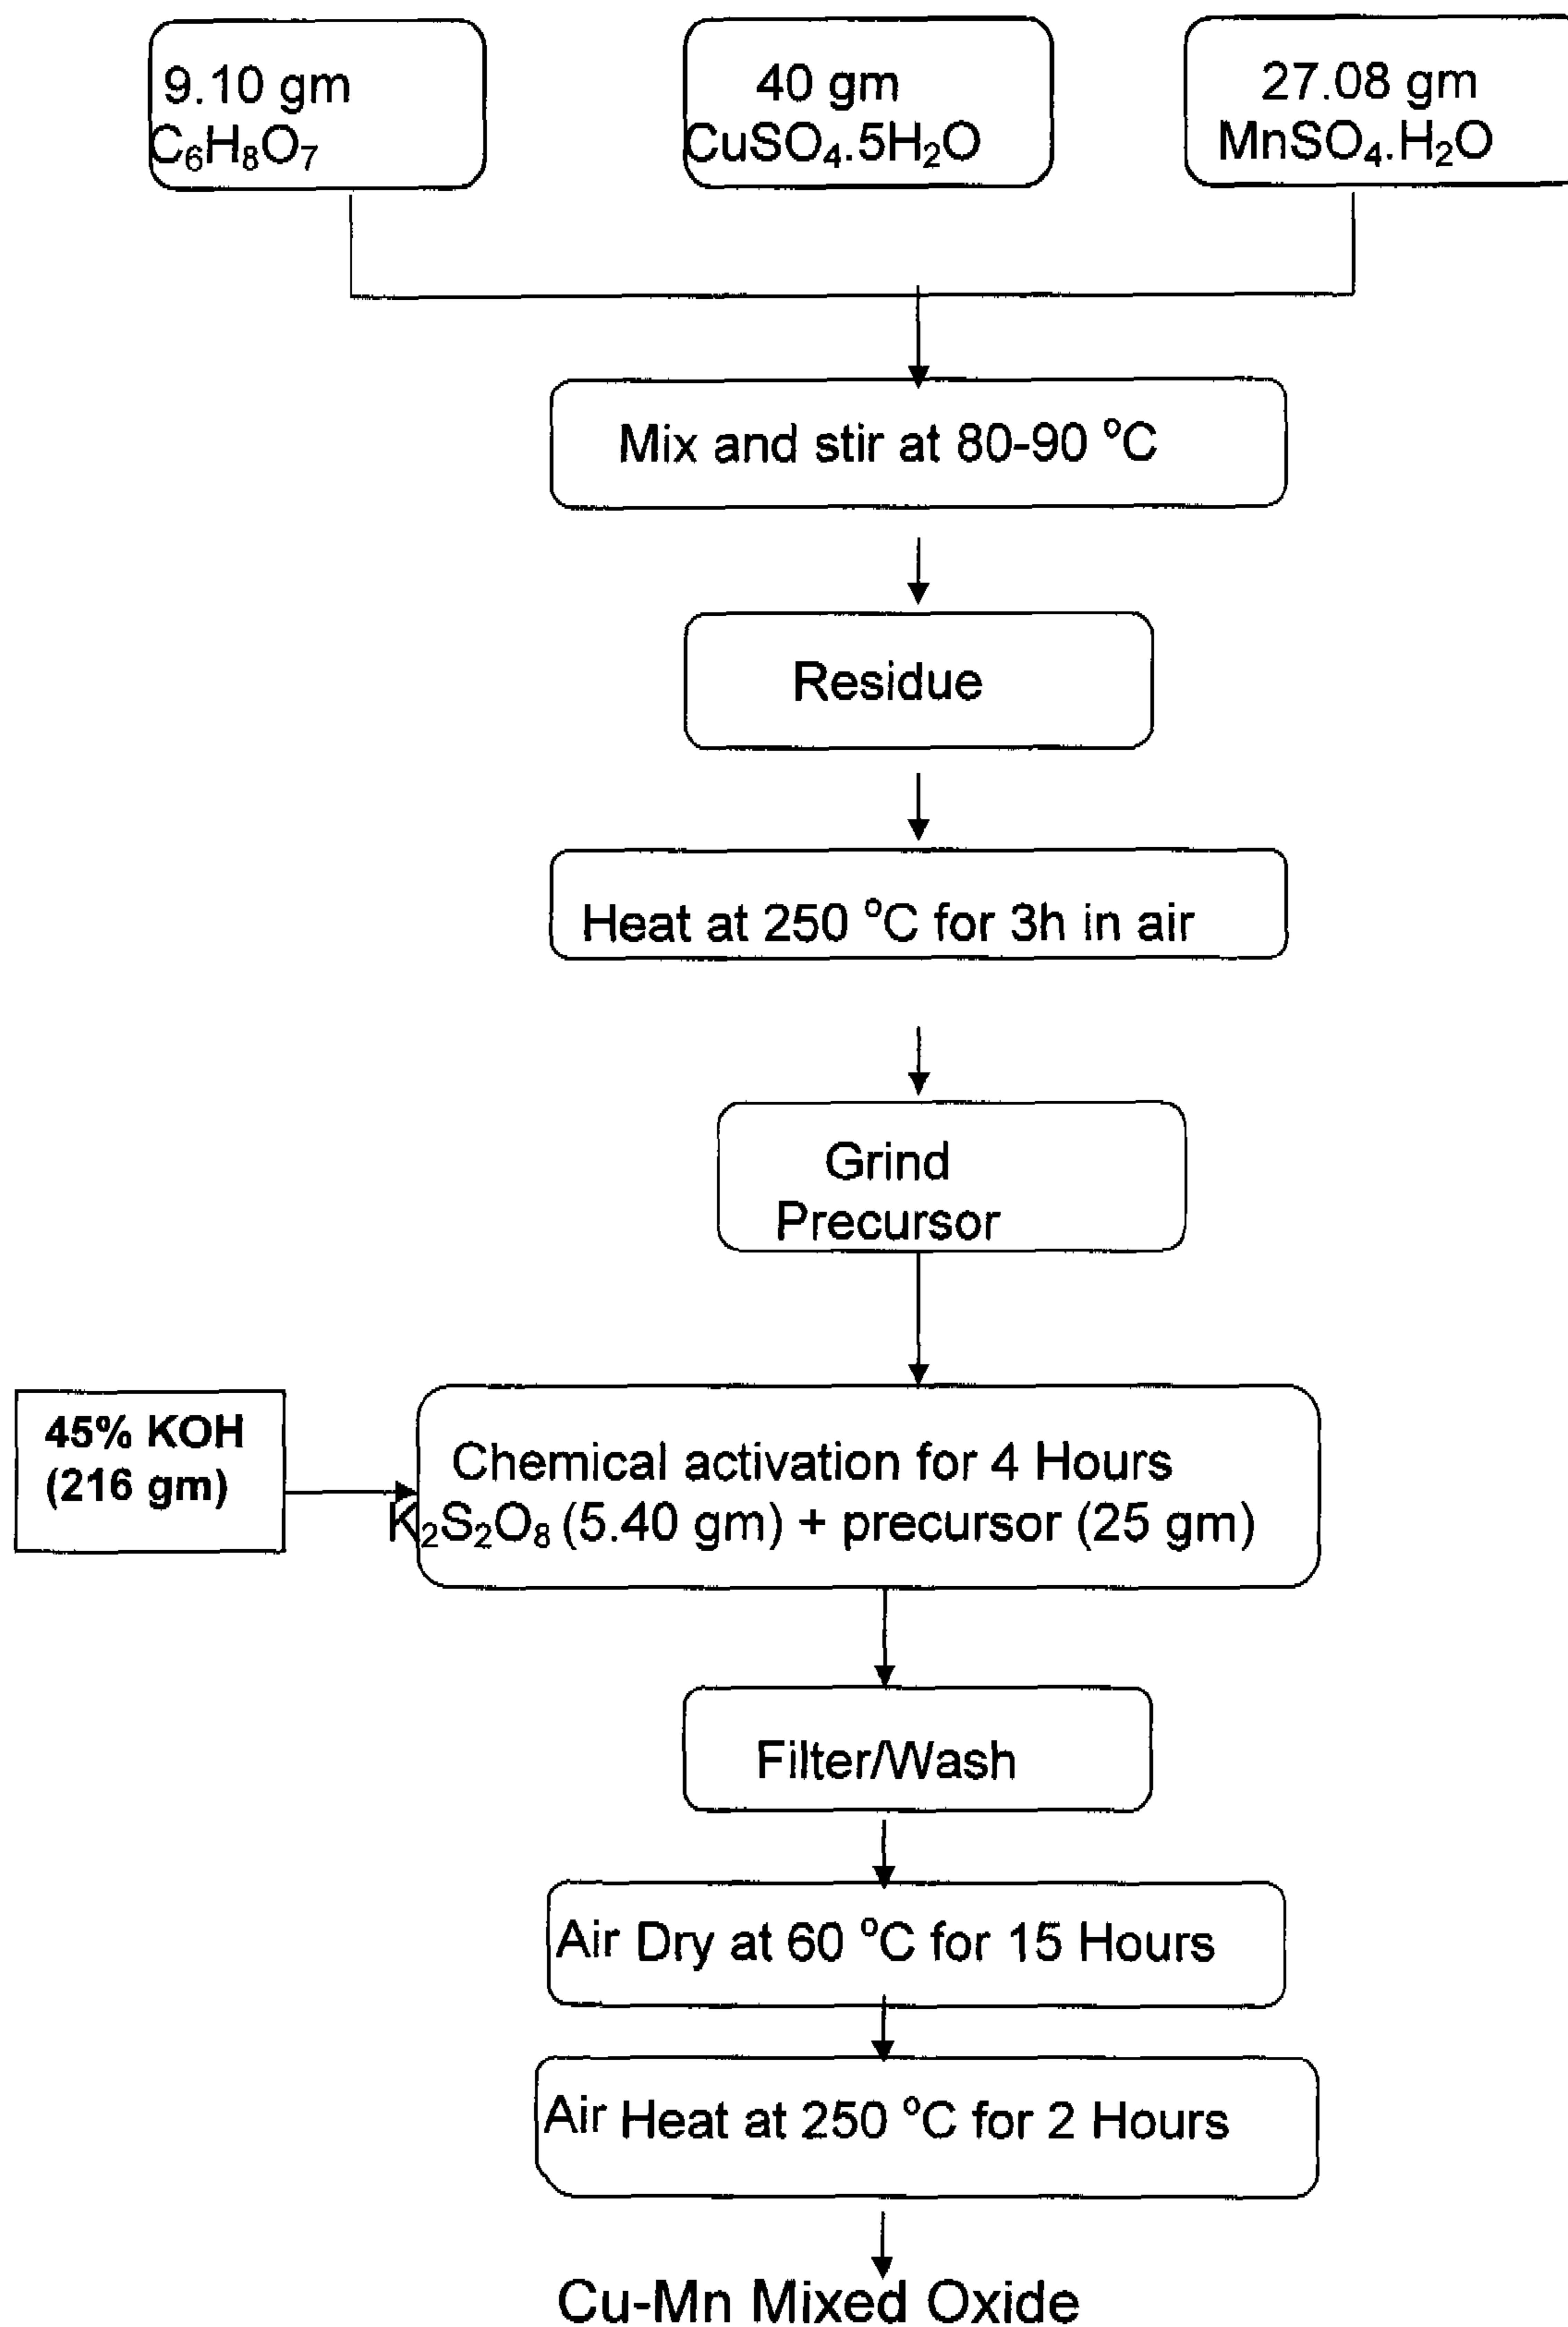 9.10 gm
C₆H₈O₇
40 gm
CuSO₄.5H₂O
27.08 gm
MnSO₄.H₂O
Mix and stir at 80-90 °C
Residue
Heat at 250 °C for 3h in air
Grind
Precursor
45% KOH
(216 gm)
Chemical activation for 4 Hours
K₂S₂O₈ (5.40 gm) + precursor (25 gm)
Filter/Wash
Air Dry at 60 °C for 15 Hours
Air Heat at 250 °C for 2 Hours
Cu-Mn Mixed Oxide